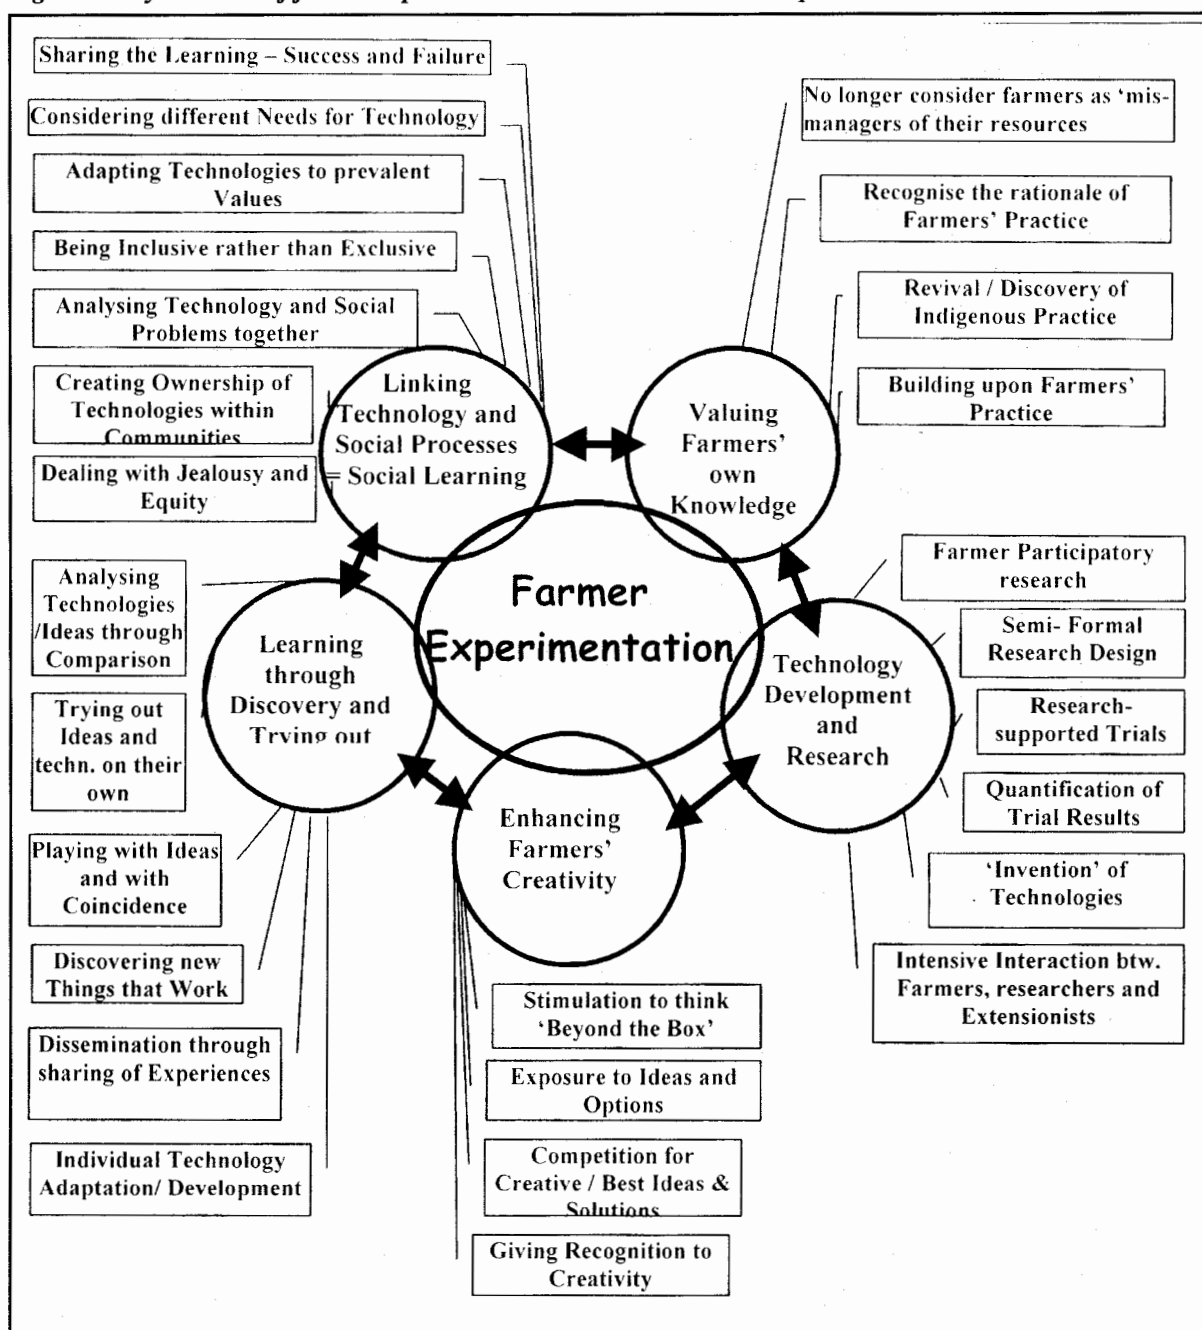 Sharing the Learning – Success and Failure
Considering different Needs for Technology
Adapting Technologies to prevalent
Values
Being Inclusive rather than Exclusive
Analysing Technology and Social
Problems together
Creating Ownership of
Technologies within
Communities
Dealing with Jealousy and
Equity
No longer consider farmers as ‘mis-
managers of their resources
Recognise the rationale of
Farmers’ Practice
Revival / Discovery of
Indigenous Practice
Building upon Farmers’
Practice
Linking
Technology and
Social Processes
= Social Learning
Valuing
Farmers’
own
Knowledge
Farmer
Experimentation
Farmer Participatory
research
Semi- Formal
Research Design
Research-
supported Trials
Quantification of
Trial Results
‘Invention’ of
Technologies
Intensive Interaction btw.
Farmers, researchers and
Extensionists
Technology
Development
and
Research
Analysing
Technologies
/Ideas through
Comparison
Trying out
Ideas and
techn. on their
own
Learning
through
Discovery and
Trying out
Playing with Ideas
and with
Coincidence
Discovering new
Things that Work
Dissemination through
sharing of Experiences
Individual Technology
Adaptation/ Development
Enhancing
Farmers’
Creativity
Stimulation to think
‘Beyond the Box’
Exposure to Ideas and
Options
Competition for
Creative / Best Ideas &
Solutions
Giving Recognition to
Creativity